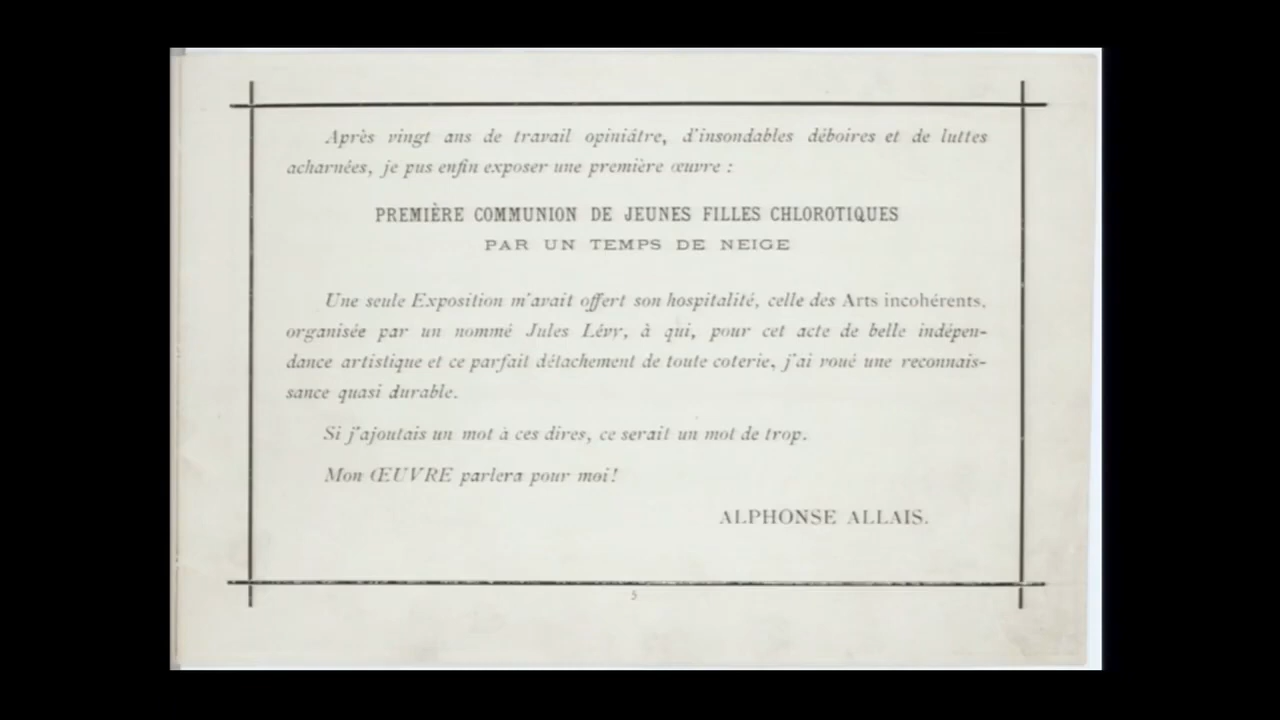 Après vingt ans de travail opiniâtre, d'insondables déboires et de luttes
acharnées, je pus enfin exposer une première œuvre :
PREMIÈRE COMMUNION DE JEUNES FILLES CHLOROTIQUES
PAR UN TEMPS DE NEIGE
Une seule Exposition m'avait offert son hospitalité, celle des Arts incohérents,
organisée par un nommé Jules Lévy, à qui, pour cet acte de belle indépen-
dance artistique et ce parfait détachement de toute coterie, j'ai voué une reconnais-
sance quasi durable.
Si j'ajoutais un mot à ces dires, ce serait un mot de trop.
Mon ŒUVRE parlera pour moi!
ALPHONSE ALLAIS.
5